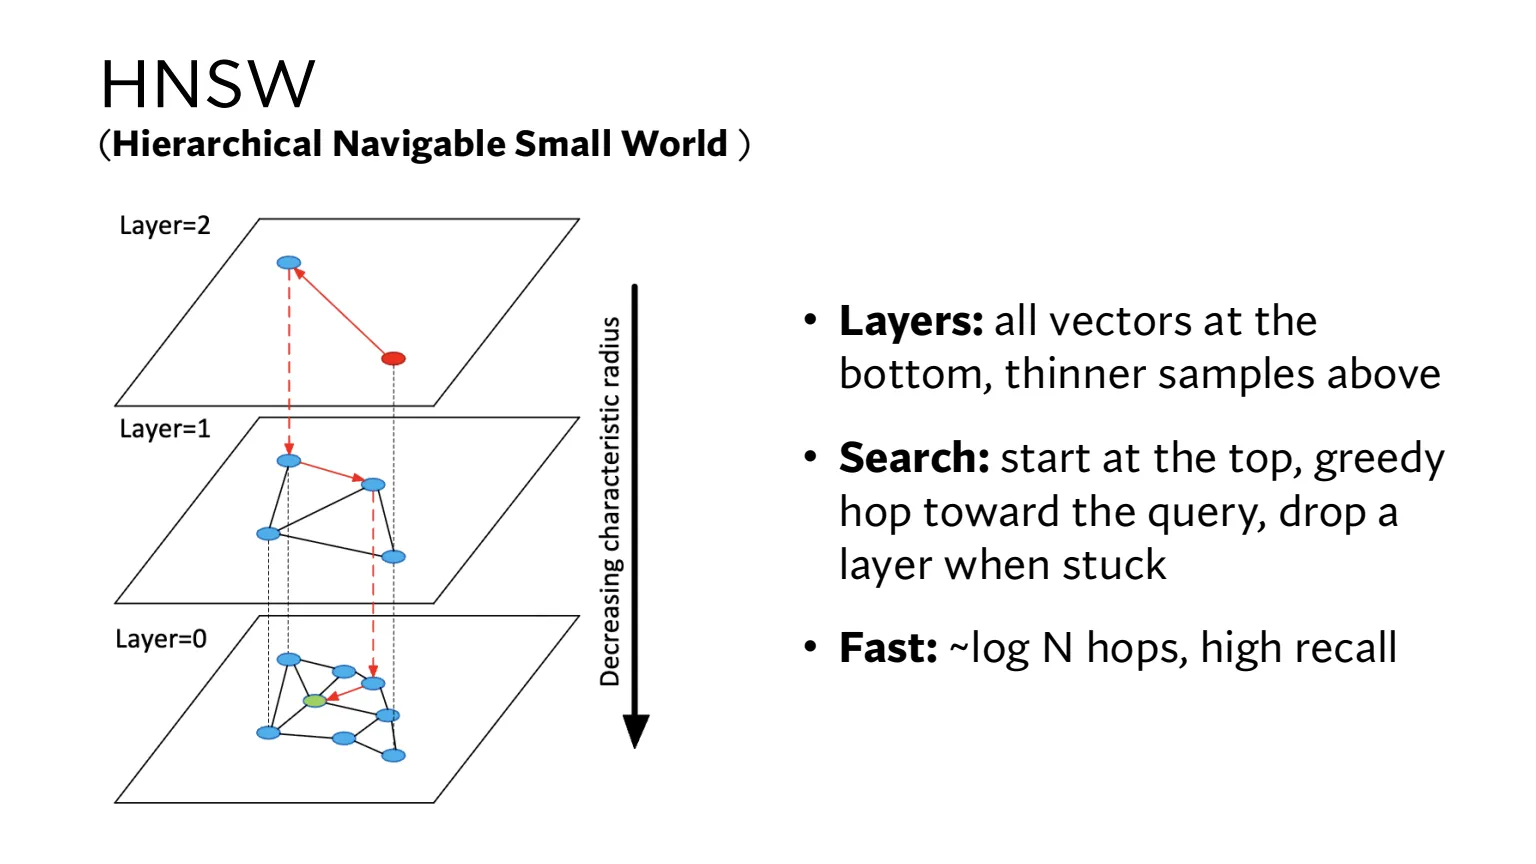 HNSW
(Hierarchical Navigable Small World )
Layer=2
Layer=1
Layer=0
Decreasing characteristic radius
• Layers: all vectors at the
bottom, thinner samples above
• Search: start at the top, greedy
hop toward the query, drop a
layer when stuck
• Fast: ~log N hops, high recall